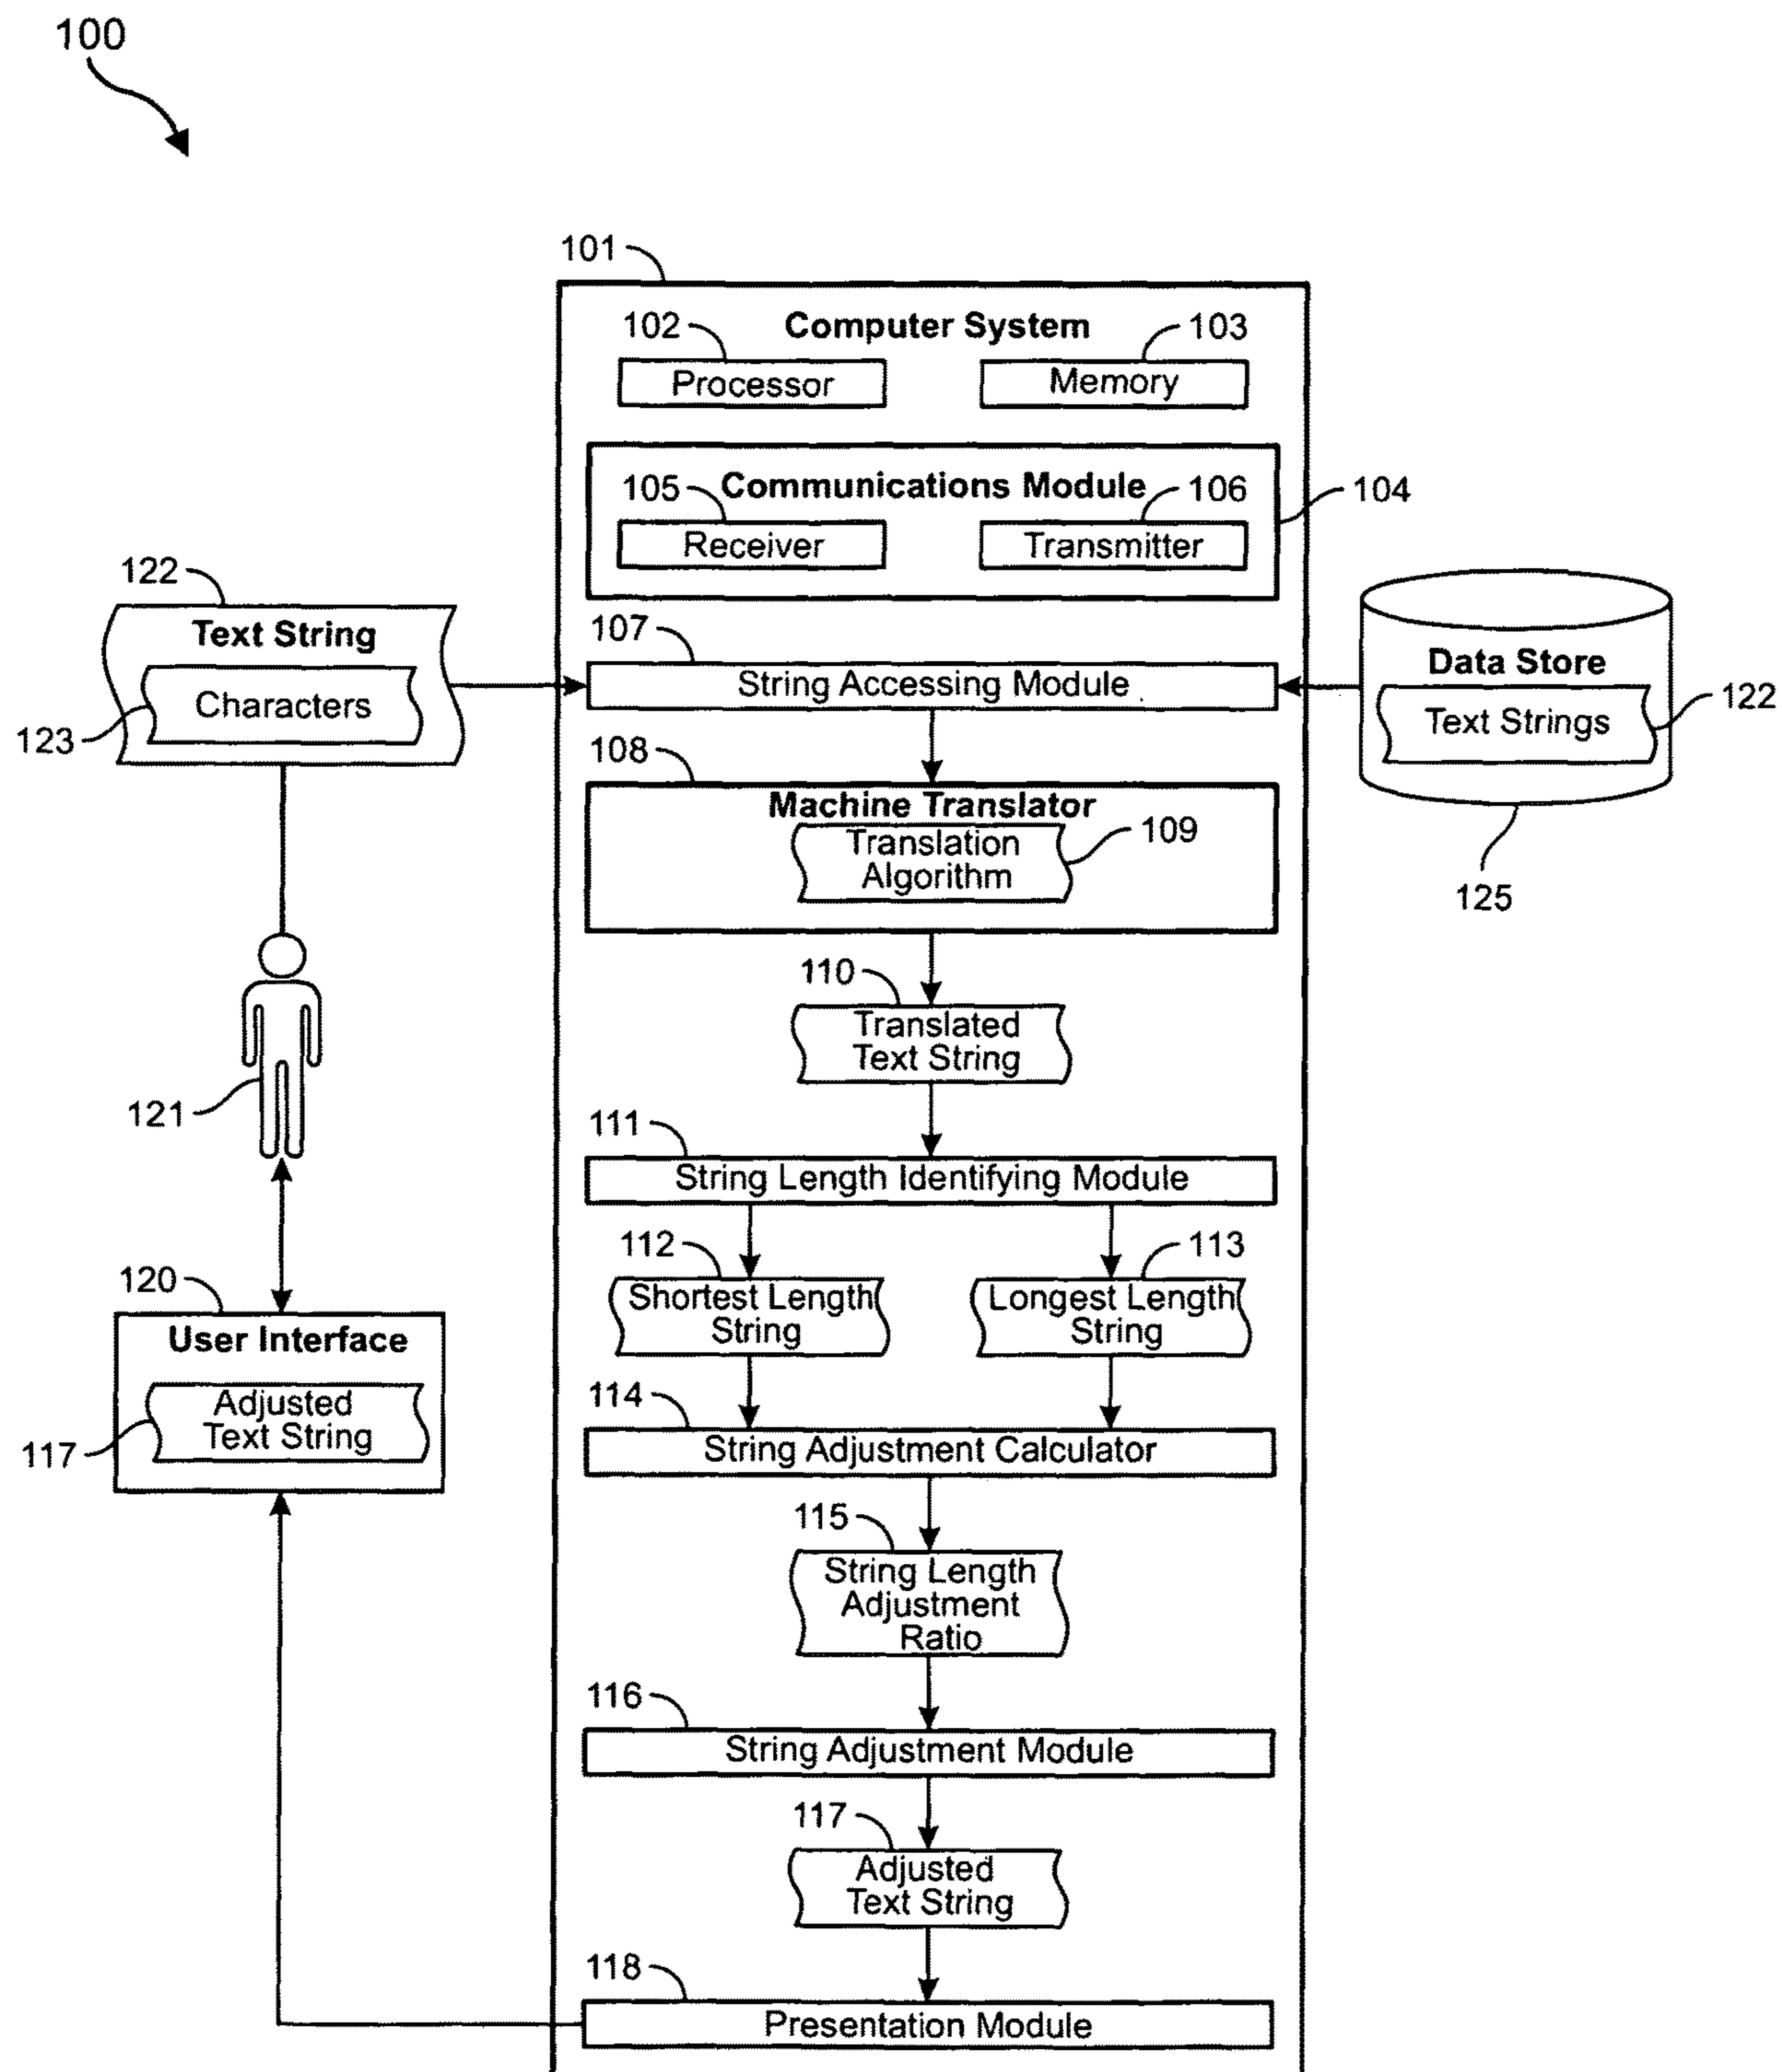 100
101
Computer System
102
103
Processor
Memory
Communications Module
105
106
104
Receiver
Transmitter
122
Text String
Characters
123
107
String Accessing Module
Data Store
Text Strings
122
125
108
Machine Translator
Translation
Algorithm
109
110
Translated
Text String
121
111
String Length Identifying Module
112
113
Shortest Length
String
Longest Length
String
120
User Interface
Adjusted
Text String
117
114
String Adjustment Calculator
115
String Length
Adjustment
Ratio
116
String Adjustment Module
117
Adjusted
Text String
118
Presentation Module